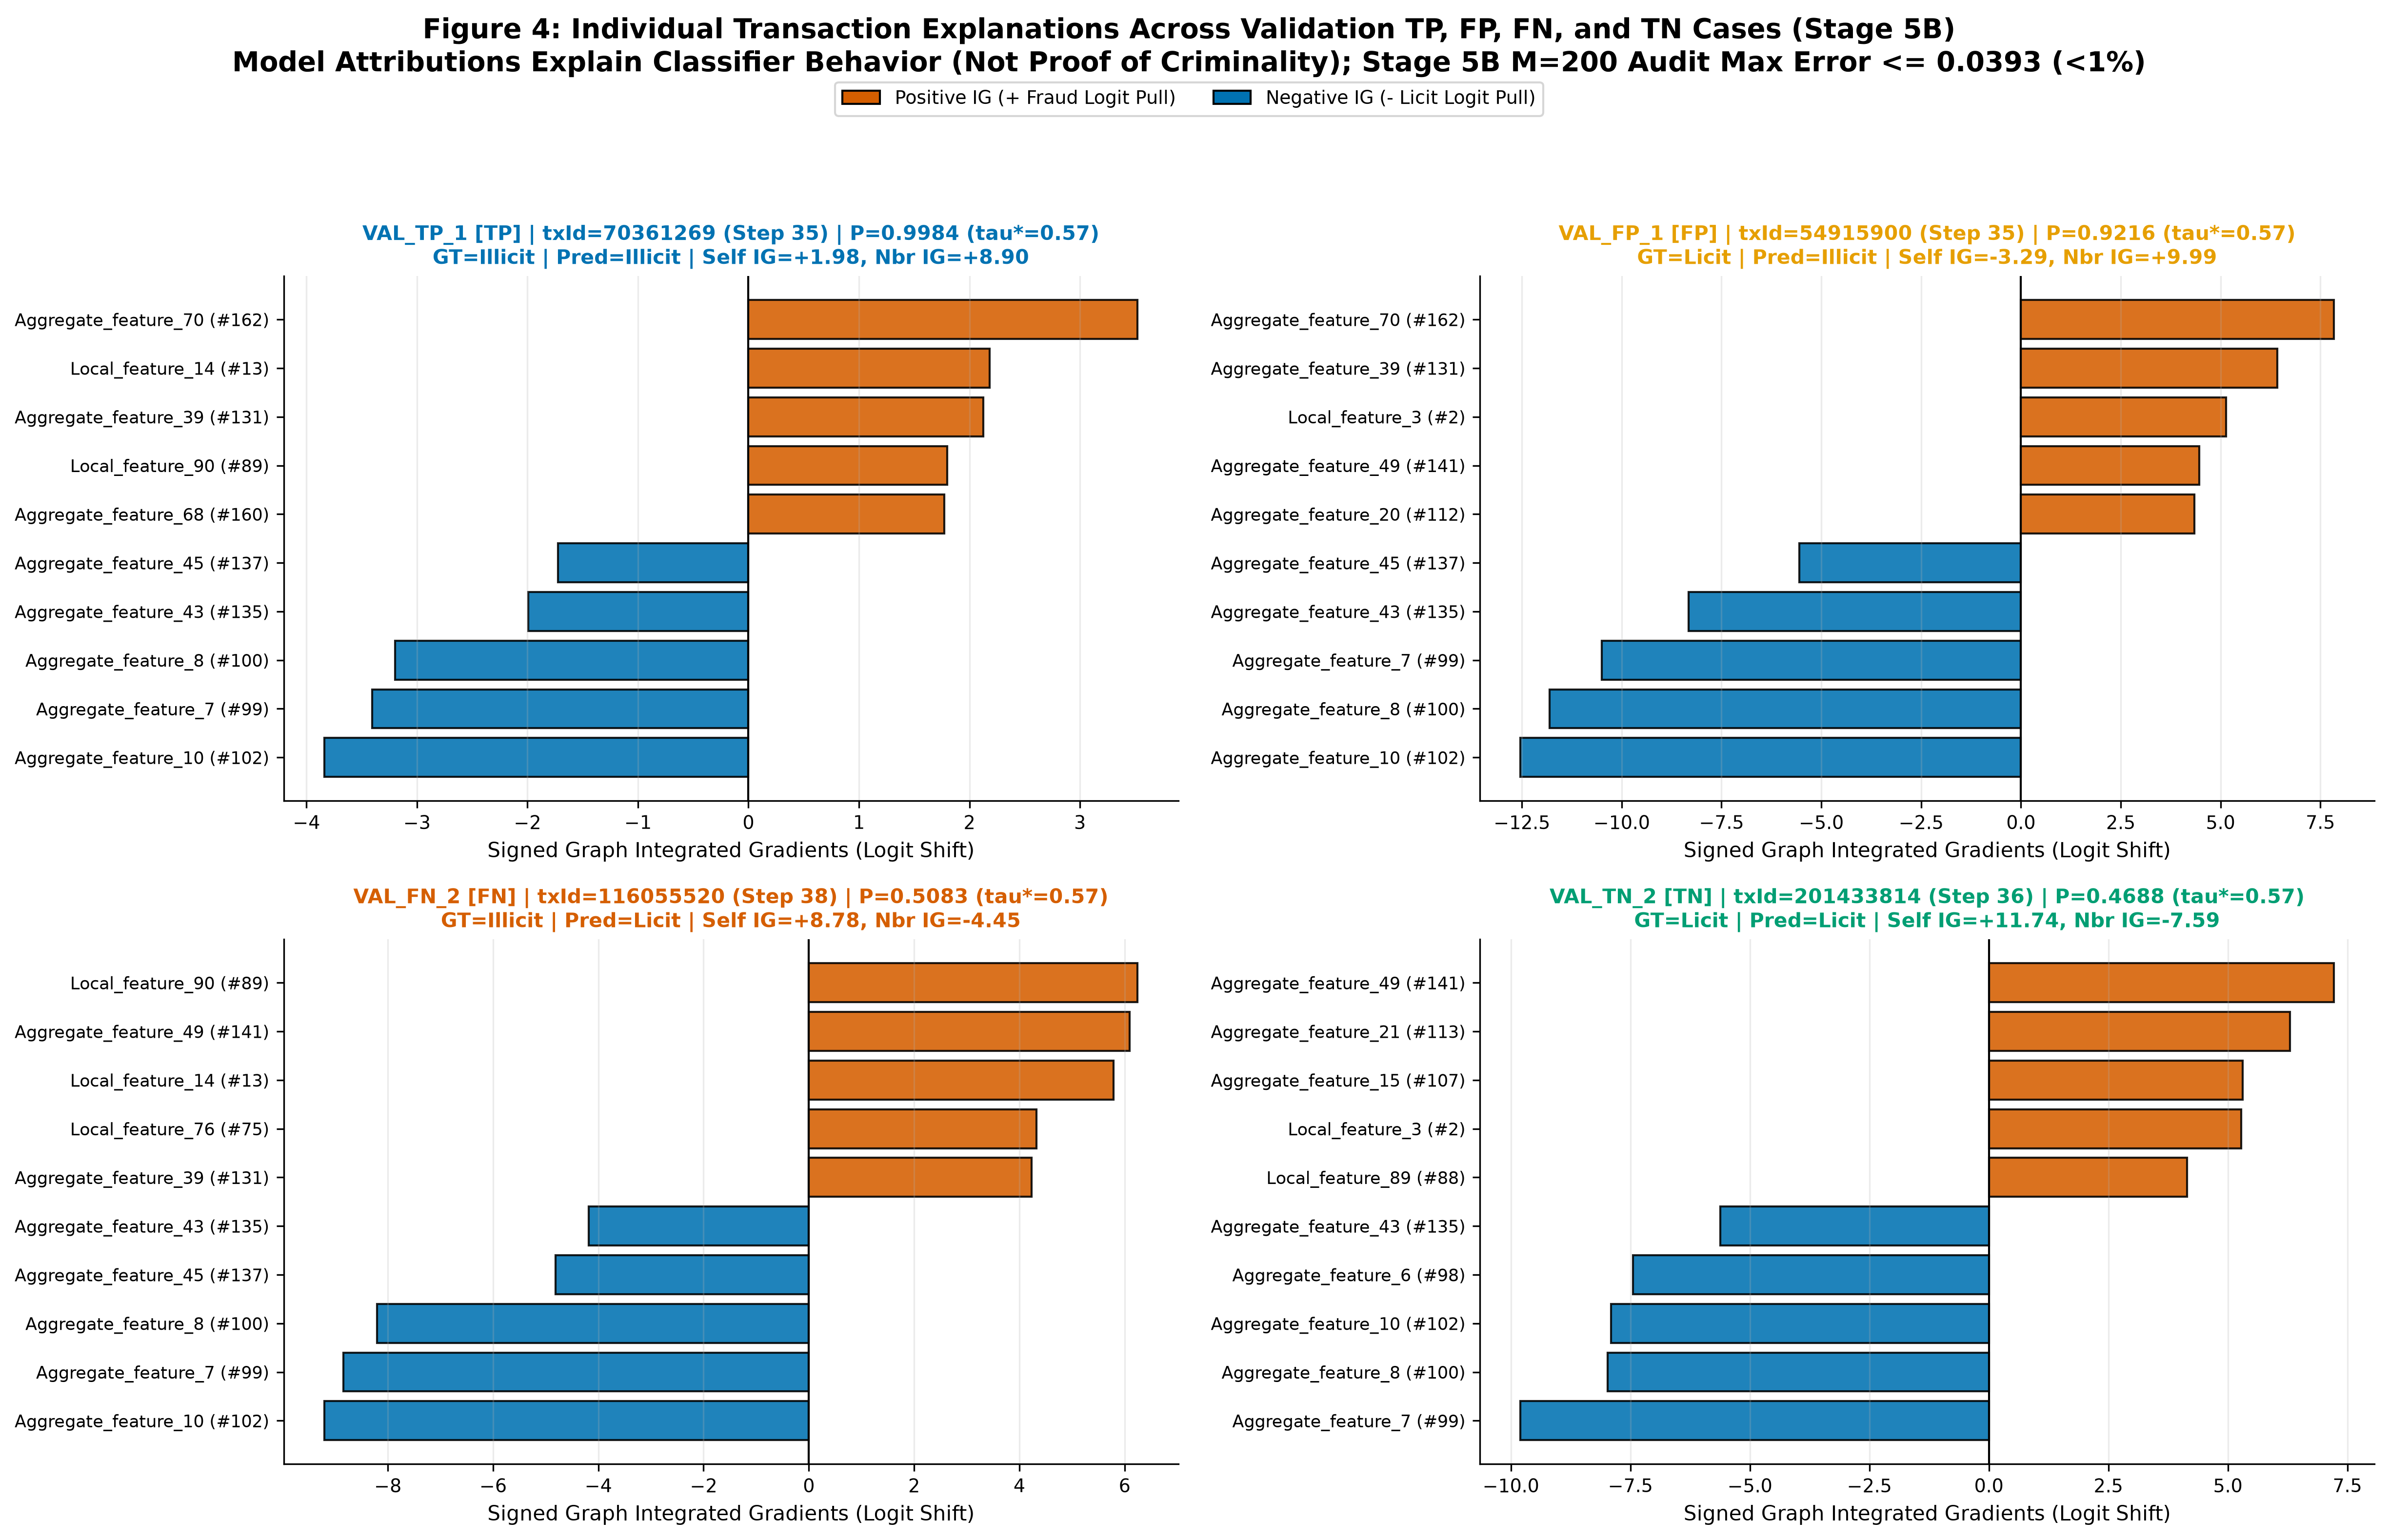 Figure 4: Individual Transaction Explanations Across Validation TP, FP, FN, and TN Cases (Stage 5B)
Model Attributions Explain Classifier Behavior (Not Proof of Criminality); Stage 5B M=200 Audit Max Error <= 0.0393 (<1%)
Positive IG (+ Fraud Logit Pull)
Negative IG (- Licit Logit Pull)
VAL_TP_1 [TP] | txId=70361269 (Step 35) | P=0.9984 (tau*=0.57)
GT=Illicit | Pred=Illicit | Self IG=+1.98, Nbr IG=+8.90
Aggregate_feature_70 (#162)
Local_feature_14 (#13)
Aggregate_feature_39 (#131)
Local_feature_90 (#89)
Aggregate_feature_68 (#160)
Aggregate_feature_45 (#137)
Aggregate_feature_43 (#135)
Aggregate_feature_8 (#100)
Aggregate_feature_7 (#99)
Aggregate_feature_10 (#102)
−4 −3 −2 −1 0 1 2 3
Signed Graph Integrated Gradients (Logit Shift)
VAL_FP_1 [FP] | txId=54915900 (Step 35) | P=0.9216 (tau*=0.57)
GT=Licit | Pred=Illicit | Self IG=-3.29, Nbr IG=+9.99
Aggregate_feature_70 (#162)
Aggregate_feature_39 (#131)
Local_feature_3 (#2)
Aggregate_feature_49 (#141)
Aggregate_feature_20 (#112)
Aggregate_feature_45 (#137)
Aggregate_feature_43 (#135)
Aggregate_feature_7 (#99)
Aggregate_feature_8 (#100)
Aggregate_feature_10 (#102)
−12.5 −10.0 −7.5 −5.0 −2.5 0.0 2.5 5.0 7.5
Signed Graph Integrated Gradients (Logit Shift)
VAL_FN_2 [FN] | txId=116055520 (Step 38) | P=0.5083 (tau*=0.57)
GT=Illicit | Pred=Licit | Self IG=+8.78, Nbr IG=-4.45
Local_feature_90 (#89)
Aggregate_feature_49 (#141)
Local_feature_14 (#13)
Local_feature_76 (#75)
Aggregate_feature_39 (#131)
Aggregate_feature_43 (#135)
Aggregate_feature_45 (#137)
Aggregate_feature_8 (#100)
Aggregate_feature_7 (#99)
Aggregate_feature_10 (#102)
−8 −6 −4 −2 0 2 4 6
Signed Graph Integrated Gradients (Logit Shift)
VAL_TN_2 [TN] | txId=201433814 (Step 36) | P=0.4688 (tau*=0.57)
GT=Licit | Pred=Licit | Self IG=+11.74, Nbr IG=-7.59
Aggregate_feature_49 (#141)
Aggregate_feature_21 (#113)
Aggregate_feature_15 (#107)
Local_feature_3 (#2)
Local_feature_89 (#88)
Aggregate_feature_43 (#135)
Aggregate_feature_6 (#98)
Aggregate_feature_10 (#102)
Aggregate_feature_8 (#100)
Aggregate_feature_7 (#99)
−10.0 −7.5 −5.0 −2.5 0.0 2.5 5.0 7.5
Signed Graph Integrated Gradients (Logit Shift)